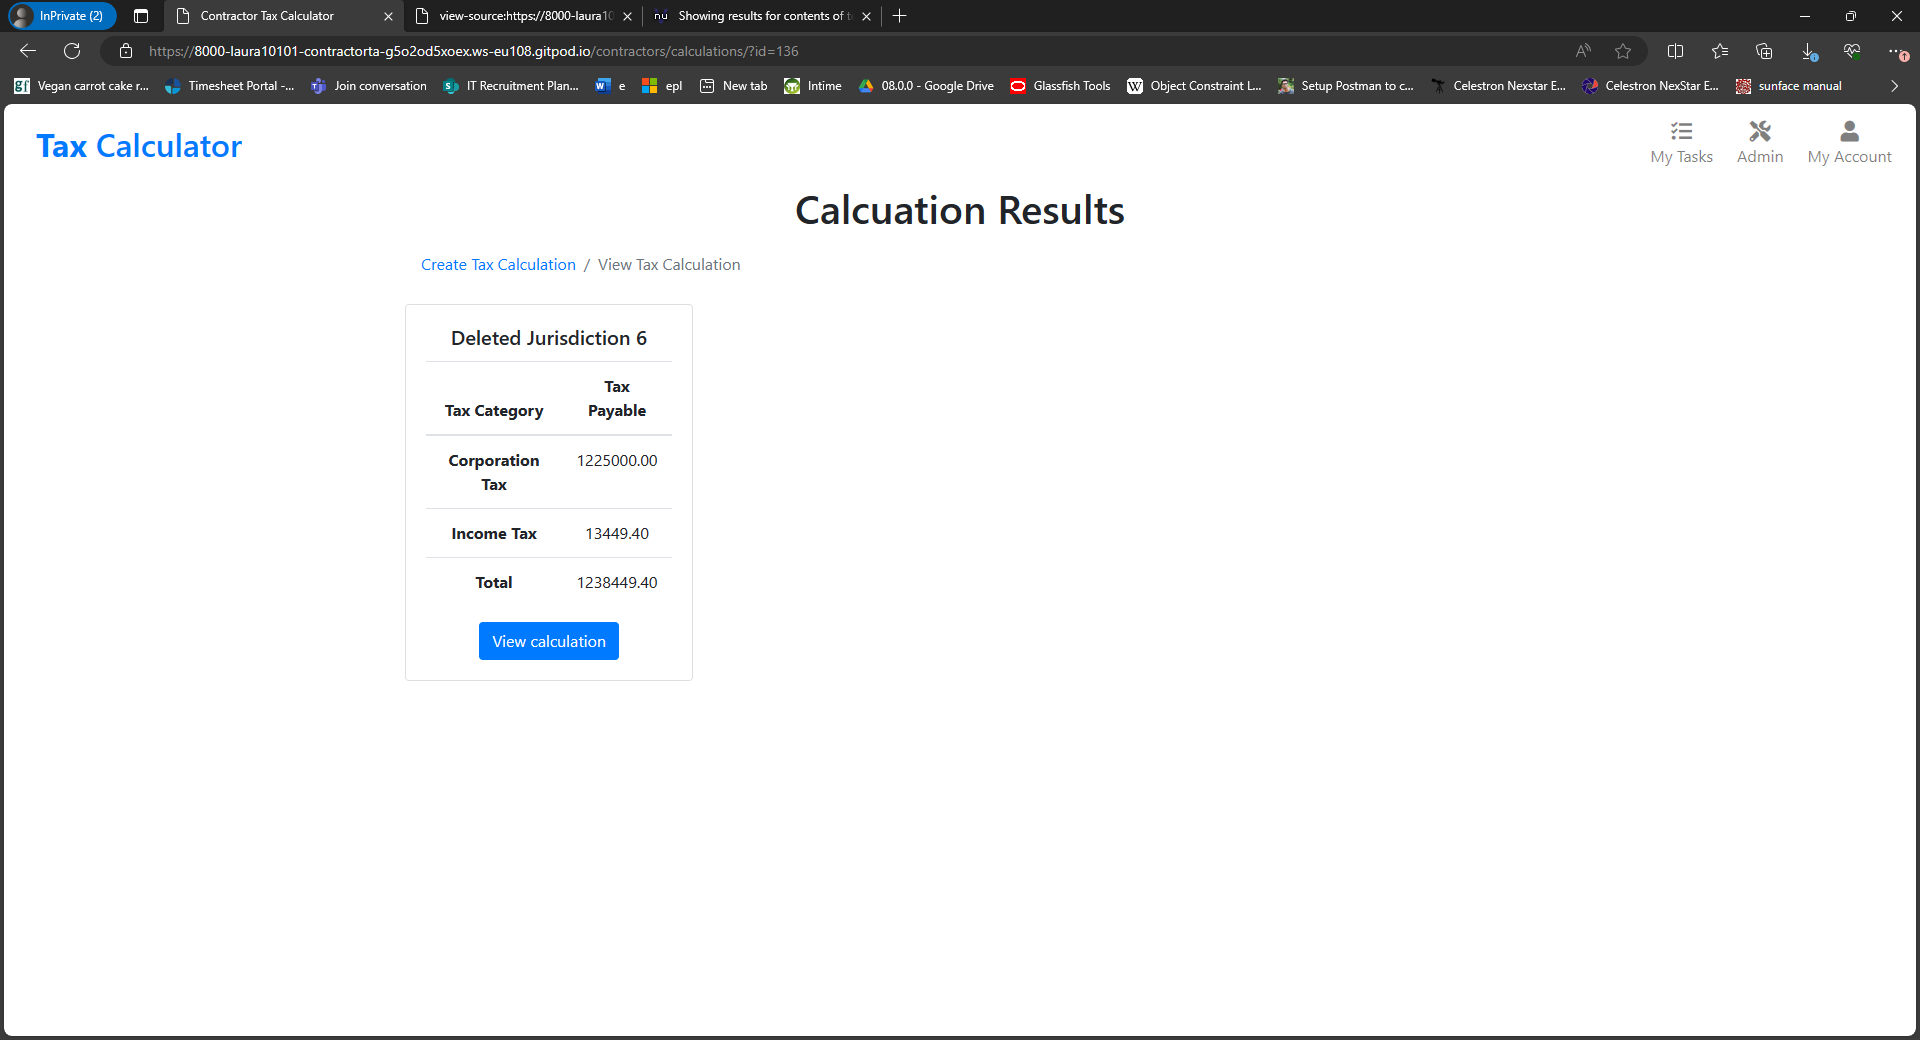 InPrivate (2)
Contractor Tax Calculator
view-source:https://8000-laura10
Showing results for contents of t
https://8000-laura10101-contractorta-g5o2od5xoex.ws-eu108.gitpod.io/contractors/calculations/?id=136
Vegan carrot cake r...
Timesheet Portal -...
Join conversation
IT Recruitment Plan...
e
epl
New tab
Intime
08.0.0 - Google Drive
Glassfish Tools
Object Constraint L...
Setup Postman to c...
Celestron Nexstar E...
Celestron NexStar E...
sunface manual
Tax Calculator
My Tasks
Admin
My Account
Calcuation Results
Create Tax Calculation / View Tax Calculation
Deleted Jurisdiction 6
Tax Category
Tax
Payable
Corporation
Tax
1225000.00
Income Tax
13449.40
Total
1238449.40
View calculation